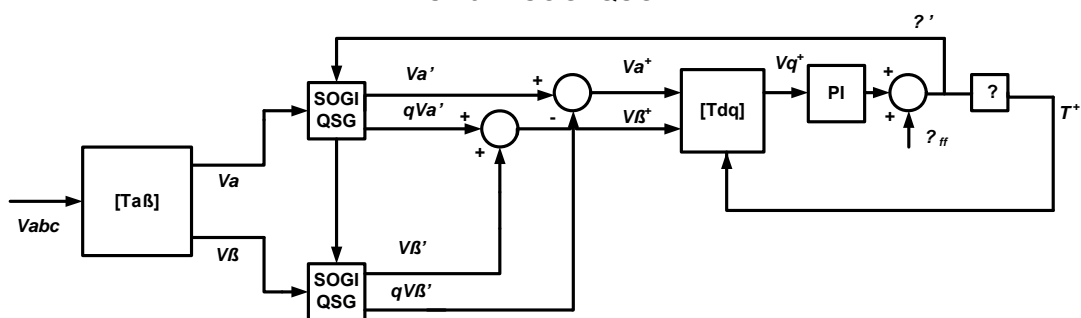 ? '
Va'
+
Va+
Vq+
SOGI
QSG
+
PI
?
qVa'
+
-
Vß+
[Tdq]
+
T+
+
? ff
Va
[Taß]
Vabc
Vß
Vß'
SOGI
QSG
qVß'